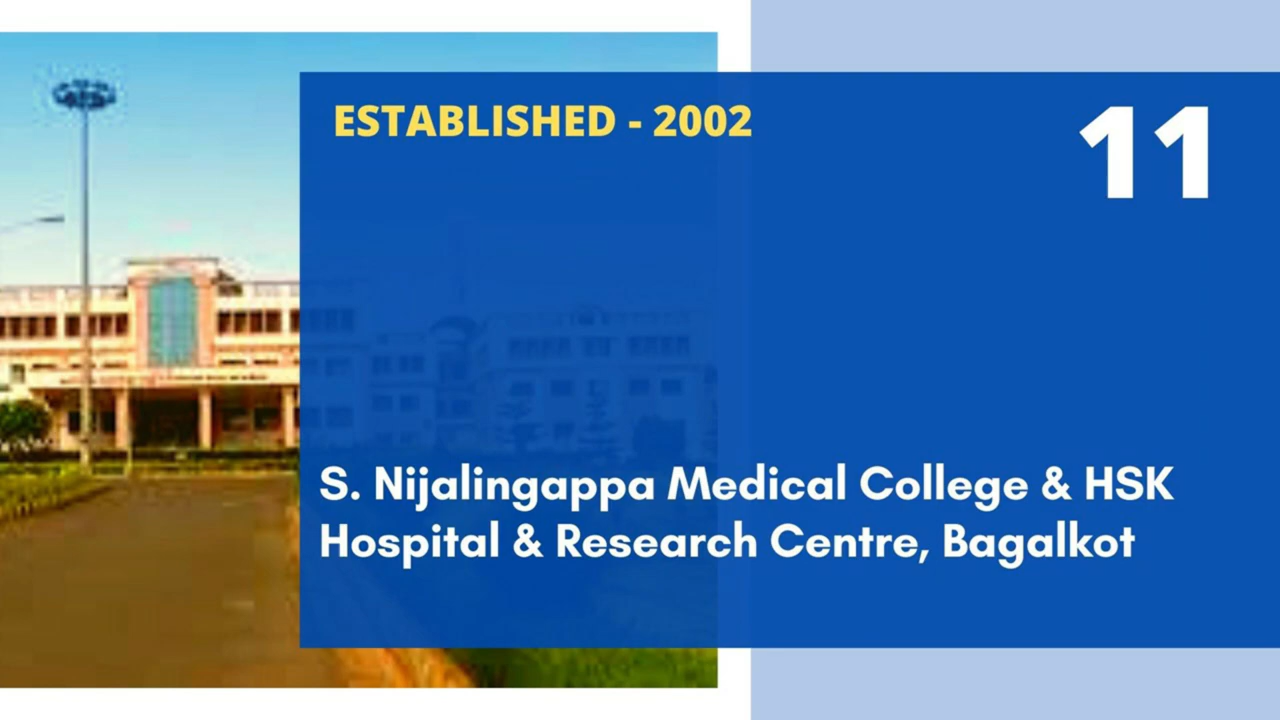 ESTABLISHED - 2002
11
S. Nijalingappa Medical College & HSK
Hospital & Research Centre, Bagalkot